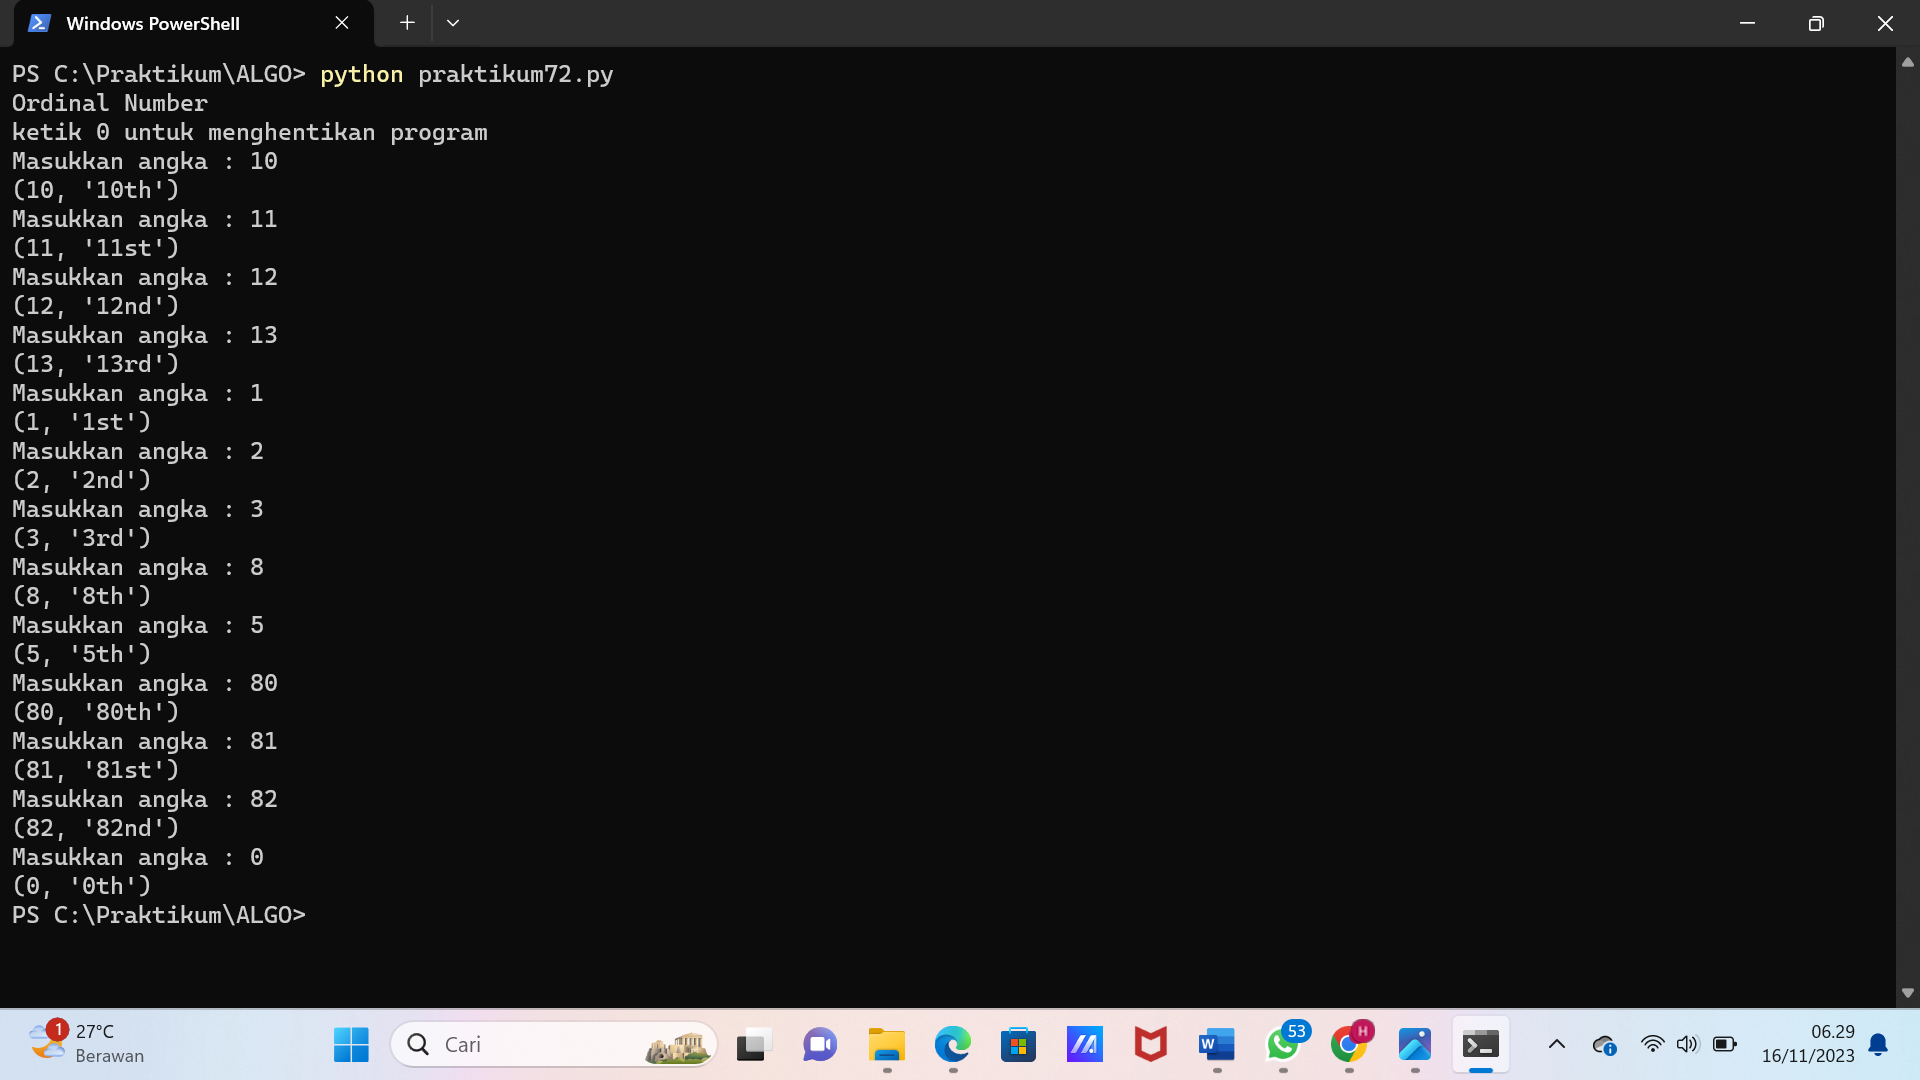 Windows PowerShell
PS C:\Praktikum\ALGO> python praktikum72.py
Ordinal Number
ketik 0 untuk menghentikan program
Masukkan angka : 10
(10, '10th')
Masukkan angka : 11
(11, '11st')
Masukkan angka : 12
(12, '12nd')
Masukkan angka : 13
(13, '13rd')
Masukkan angka : 1
(1, '1st')
Masukkan angka : 2
(2, '2nd')
Masukkan angka : 3
(3, '3rd')
Masukkan angka : 8
(8, '8th')
Masukkan angka : 5
(5, '5th')
Masukkan angka : 80
(80, '80th')
Masukkan angka : 81
(81, '81st')
Masukkan angka : 82
(82, '82nd')
Masukkan angka : 0
(0, '0th')
PS C:\Praktikum\ALGO>
1
27°C
Berawan
Cari
W
53
H
06.29
16/11/2023